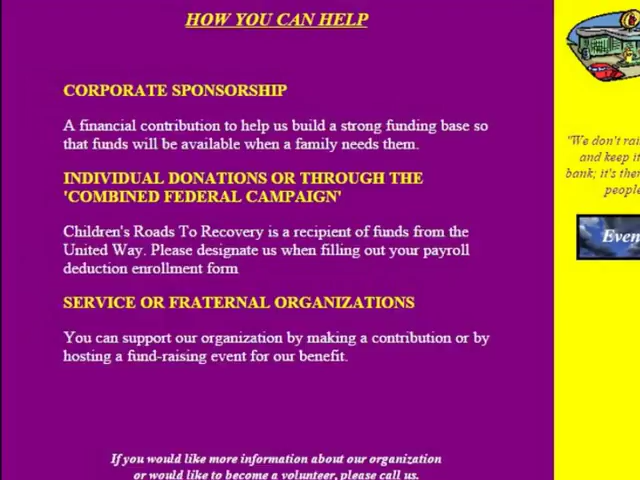 HOW YOU CAN HELP
CORPORATE SPONSORSHIP
A financial contribution to help us build a strong funding base so
that funds will be available when a family needs them.
INDIVIDUAL DONATIONS OR THROUGH THE
'COMBINED FEDERAL CAMPAIGN'
Children's Roads To Recovery is a recipient of funds from the
United Way. Please designate us when filling out your payroll
deduction enrollment form
SERVICE OR FRATERNAL ORGANIZATIONS
You can support our organization by making a contribution or by
hosting a fund-raising event for our benefit.
If you would like more information about our organization
or would like to become a volunteer, please call us.
"We don't rai
and keep it
bank; it's ther
people
Even